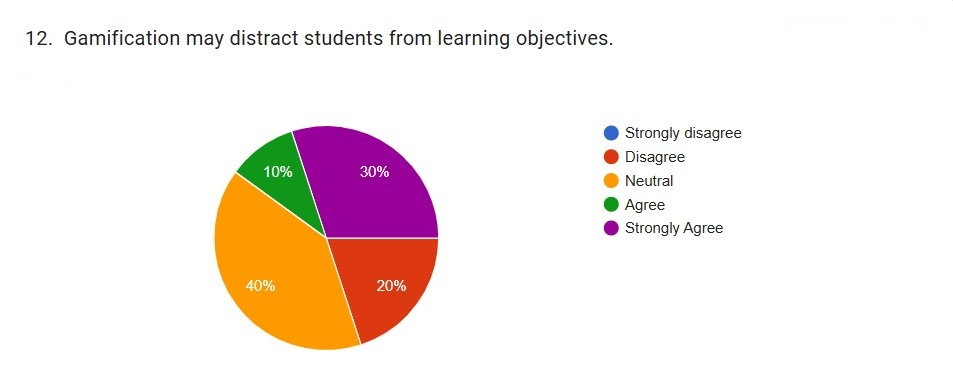 12. Gamification may distract students from learning objectives.
10%
30%
40%
20%
Strongly disagree
Disagree
Neutral
Agree
Strongly Agree